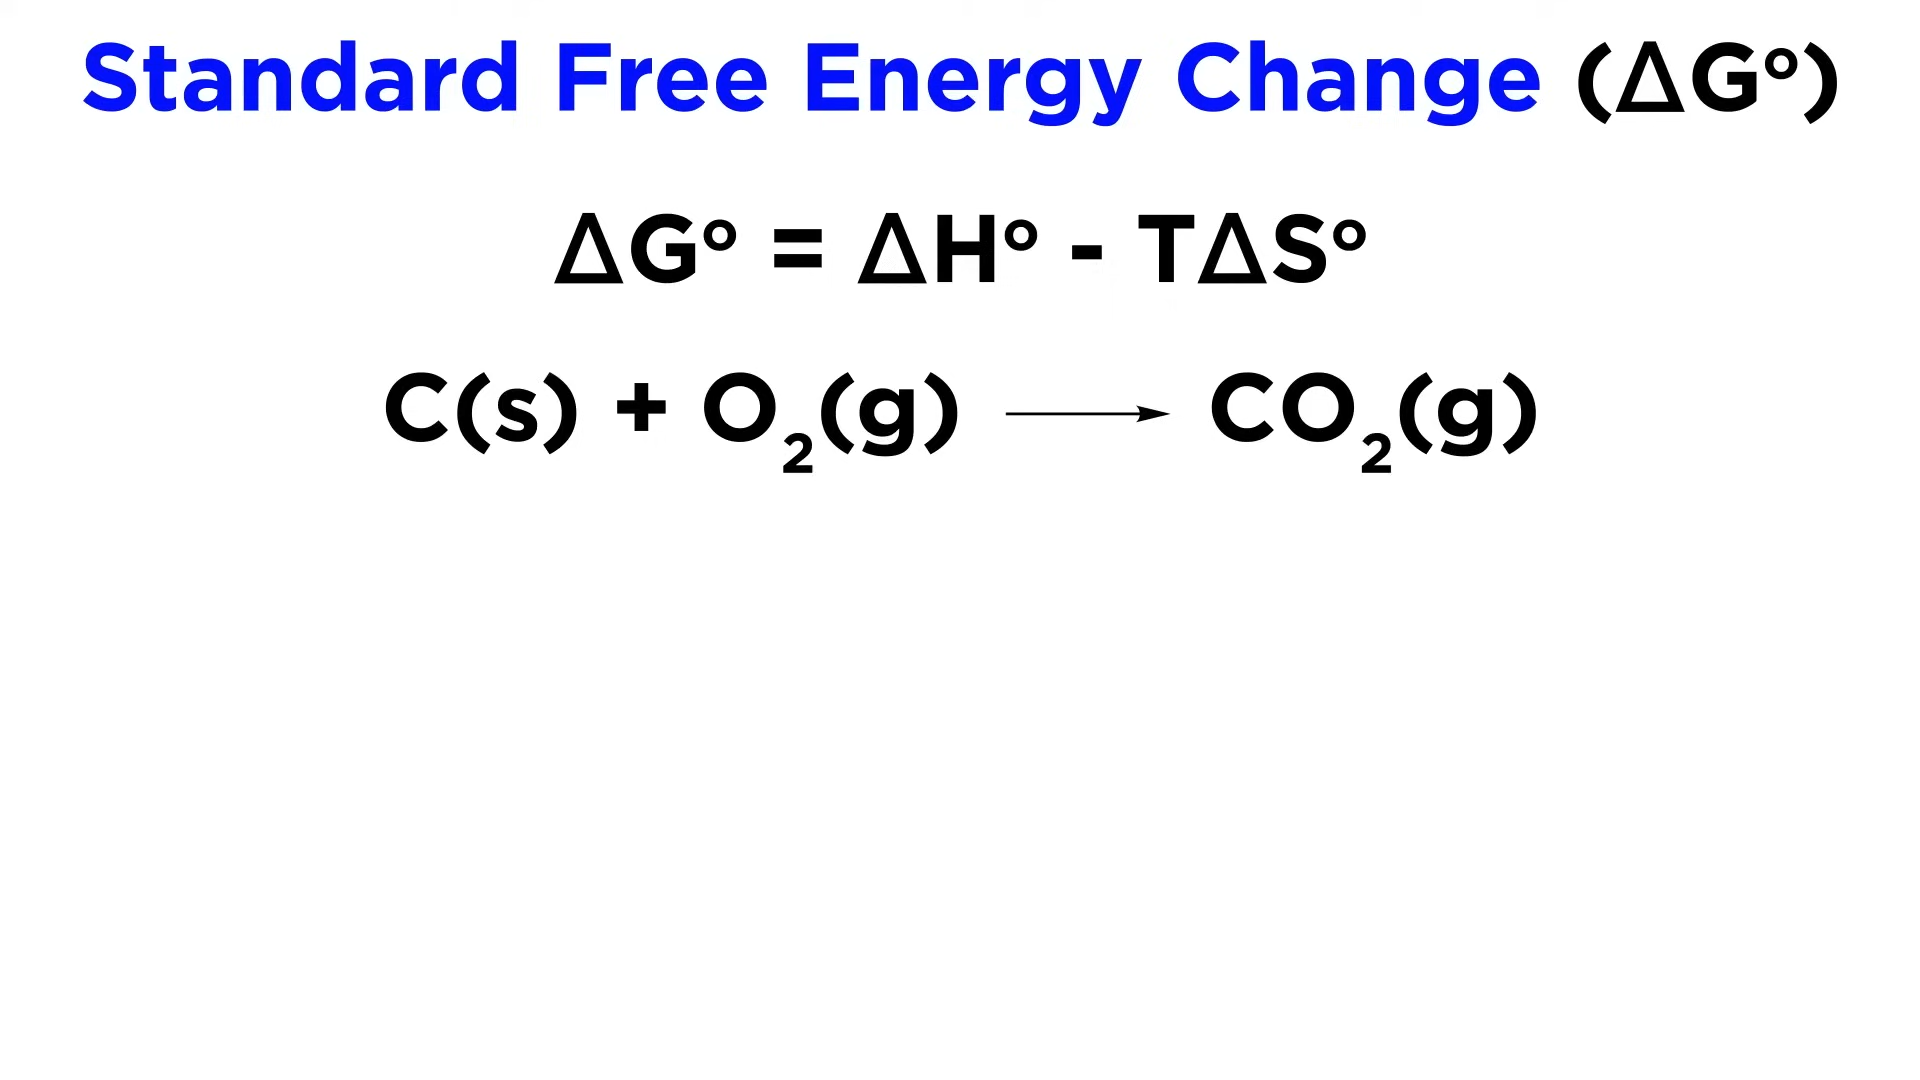 Standard Free Energy Change (ΔG°)
ΔG° = ΔH° - TΔS°
C(s) + O₂(g) ⟶ CO₂(g)